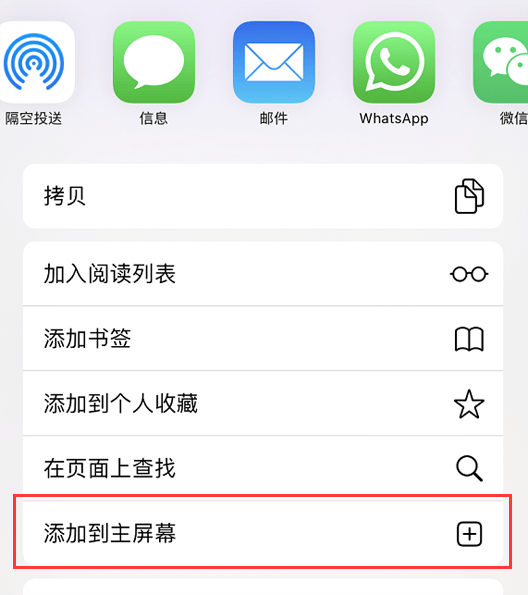 隔空投送
信息
邮件
WhatsApp
微信
拷贝
加入阅读列表
添加书签
添加到个人收藏
在页面上查找
添加到主屏幕